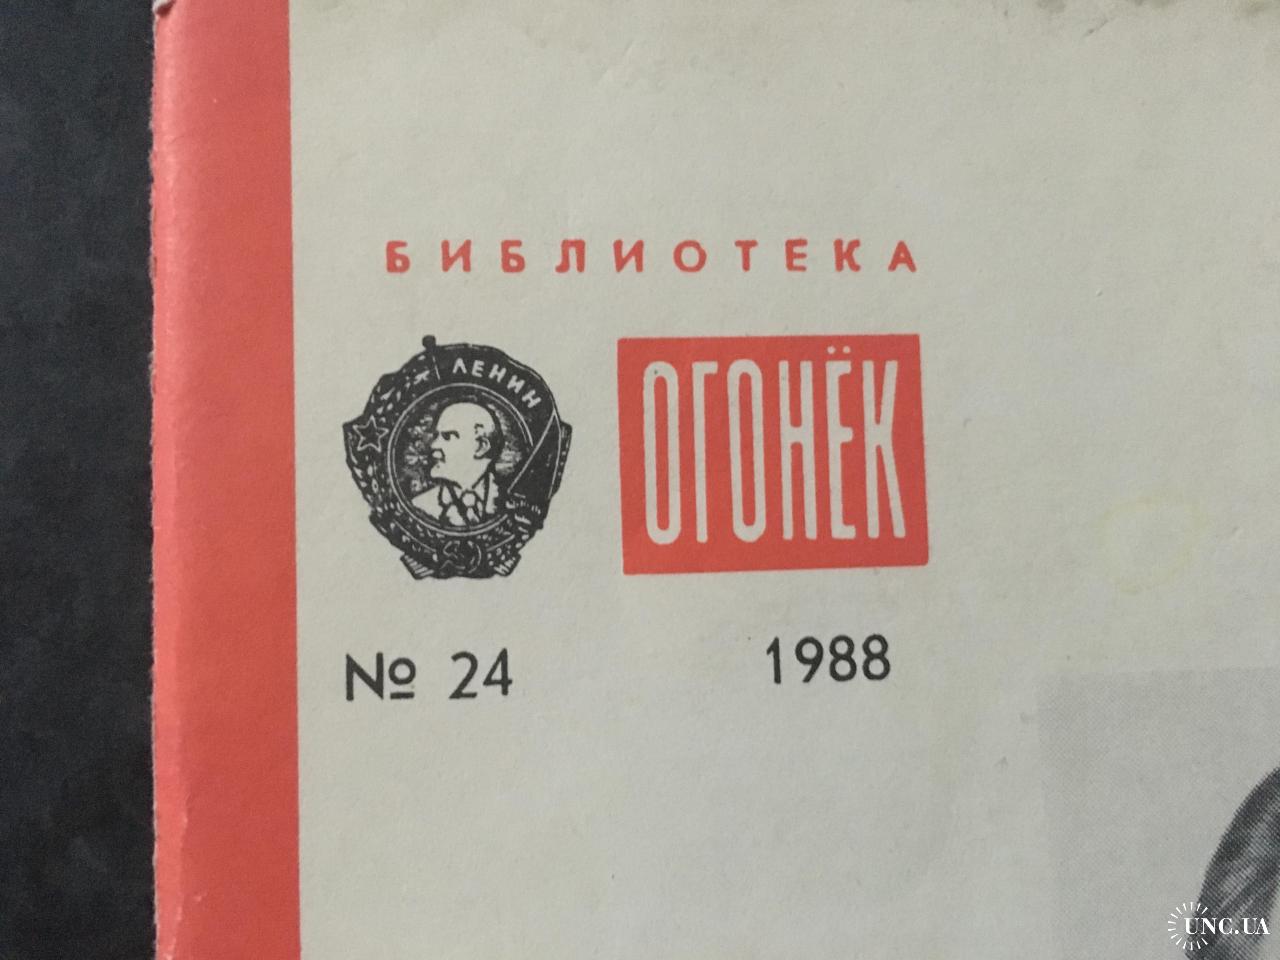 БИБЛИОТЕКА
ЛЕНИН
ОГОНЁК
№ 24
1988
UNC.UA